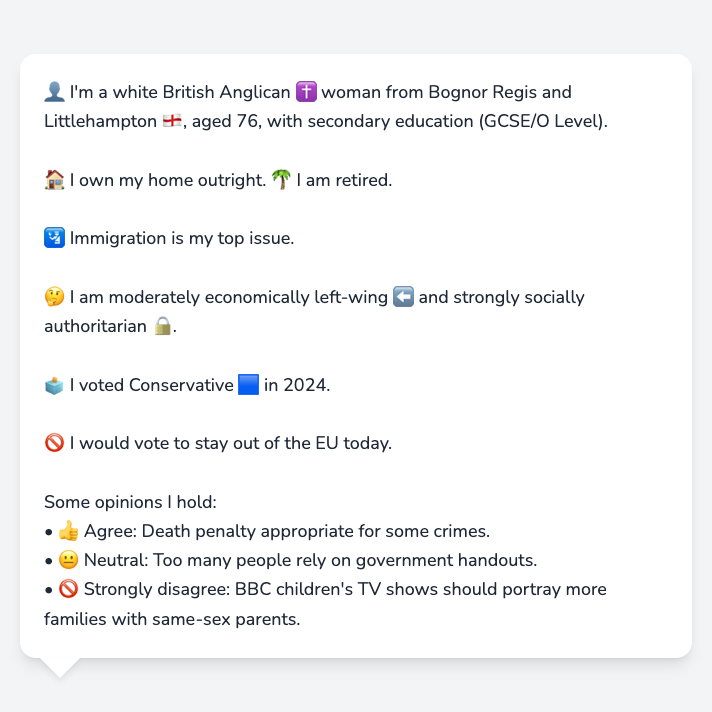 👤 I'm a white British Anglican ✝️ woman from Bognor Regis and
Littlehampton 🏴󠁧󠁢󠁥󠁮󠁧󠁿, aged 76, with secondary education (GCSE/O Level).
🏠 I own my home outright. 🌴 I am retired.
🛂 Immigration is my top issue.
🤔 I am moderately economically left-wing ⬅️ and strongly socially
authoritarian 🔒.
🗳️ I voted Conservative 🟦 in 2024.
🚫 I would vote to stay out of the EU today.
Some opinions I hold:
• 👍 Agree: Death penalty appropriate for some crimes.
• 😐 Neutral: Too many people rely on government handouts.
• 🚫 Strongly disagree: BBC children's TV shows should portray more
families with same-sex parents.